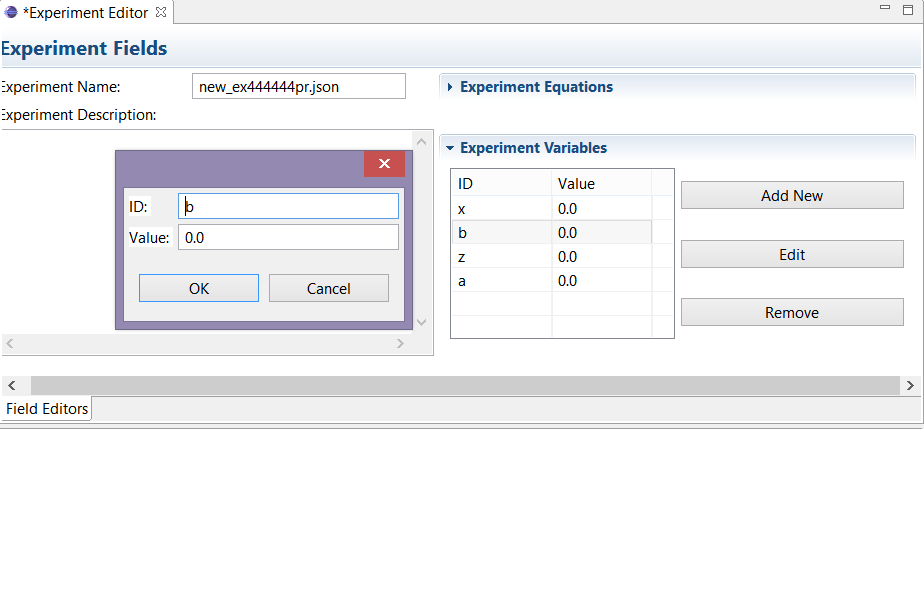 *Experiment Editor
Experiment Fields
Experiment Name: new_ex444444pr.json
Experiment Description:
ID: b
Value: 0.0
OK Cancel
Experiment Equations
Experiment Variables
ID Value
x 0.0
b 0.0
z 0.0
a 0.0
Add New
Edit
Remove
Field Editors